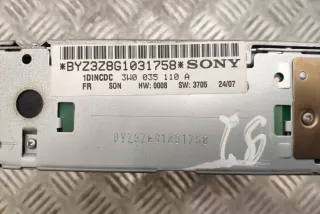 *BYZ3Z8G1031758*SONY
1DINCDC 3W0 035 110 A
FR SON HW: 0008 SW: 3705 24/07
BYZ3Z8G1031758